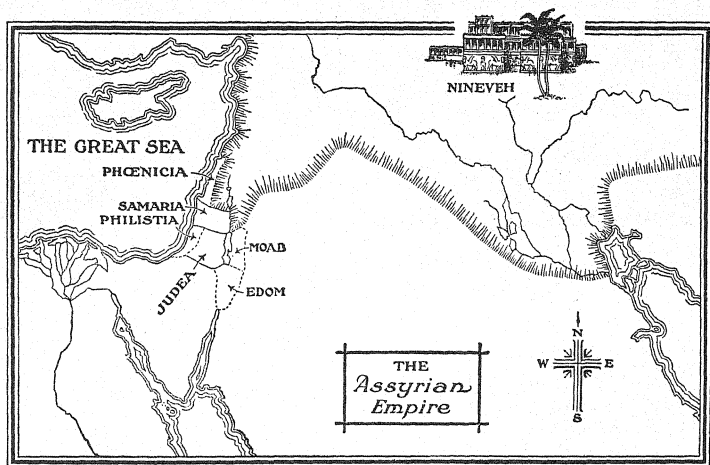 NINEVEH
THE GREAT SEA
PHŒNICIA
SAMARIA
PHILISTIA
MOAB
JUDEA
EDOM
THE
Assyrian
Empire
N
W E
S